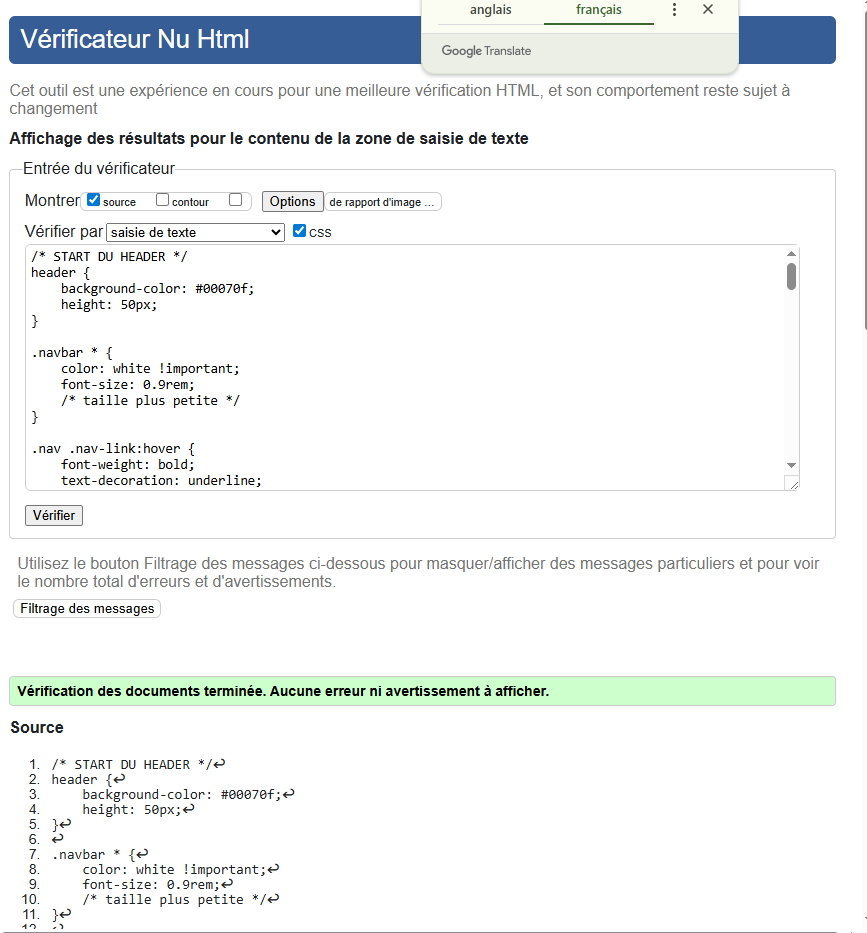 anglais français
Google Translate
Vérificateur Nu Html
Cet outil est une expérience en cours pour une meilleure vérification HTML, et son comportement reste sujet à
changement
Affichage des résultats pour le contenu de la zone de saisie de texte
Entrée du vérificateur
Montrer source contour Options de rapport d'image ...
Vérifier par saisie de texte css
/* START DU HEADER */
header {
    background-color: #00070f;
    height: 50px;
}
.navbar * {
    color: white !important;
    font-size: 0.9rem;
    /* taille plus petite */
}
.nav .nav-link:hover {
    font-weight: bold;
    text-decoration: underline;
Vérifier
Utilisez le bouton Filtrage des messages ci-dessous pour masquer/afficher des messages particuliers et pour voir
le nombre total d'erreurs et d'avertissements.
Filtrage des messages
Vérification des documents terminée. Aucune erreur ni avertissement à afficher.
Source
1. /* START DU HEADER */↩
2. header {↩
3.     background-color: #00070f;↩
4.     height: 50px;↩
5. }↩
6. ↩
7. .navbar * {↩
8.     color: white !important;↩
9.     font-size: 0.9rem;↩
10.     /* taille plus petite */↩
11. }↩
12. ↩